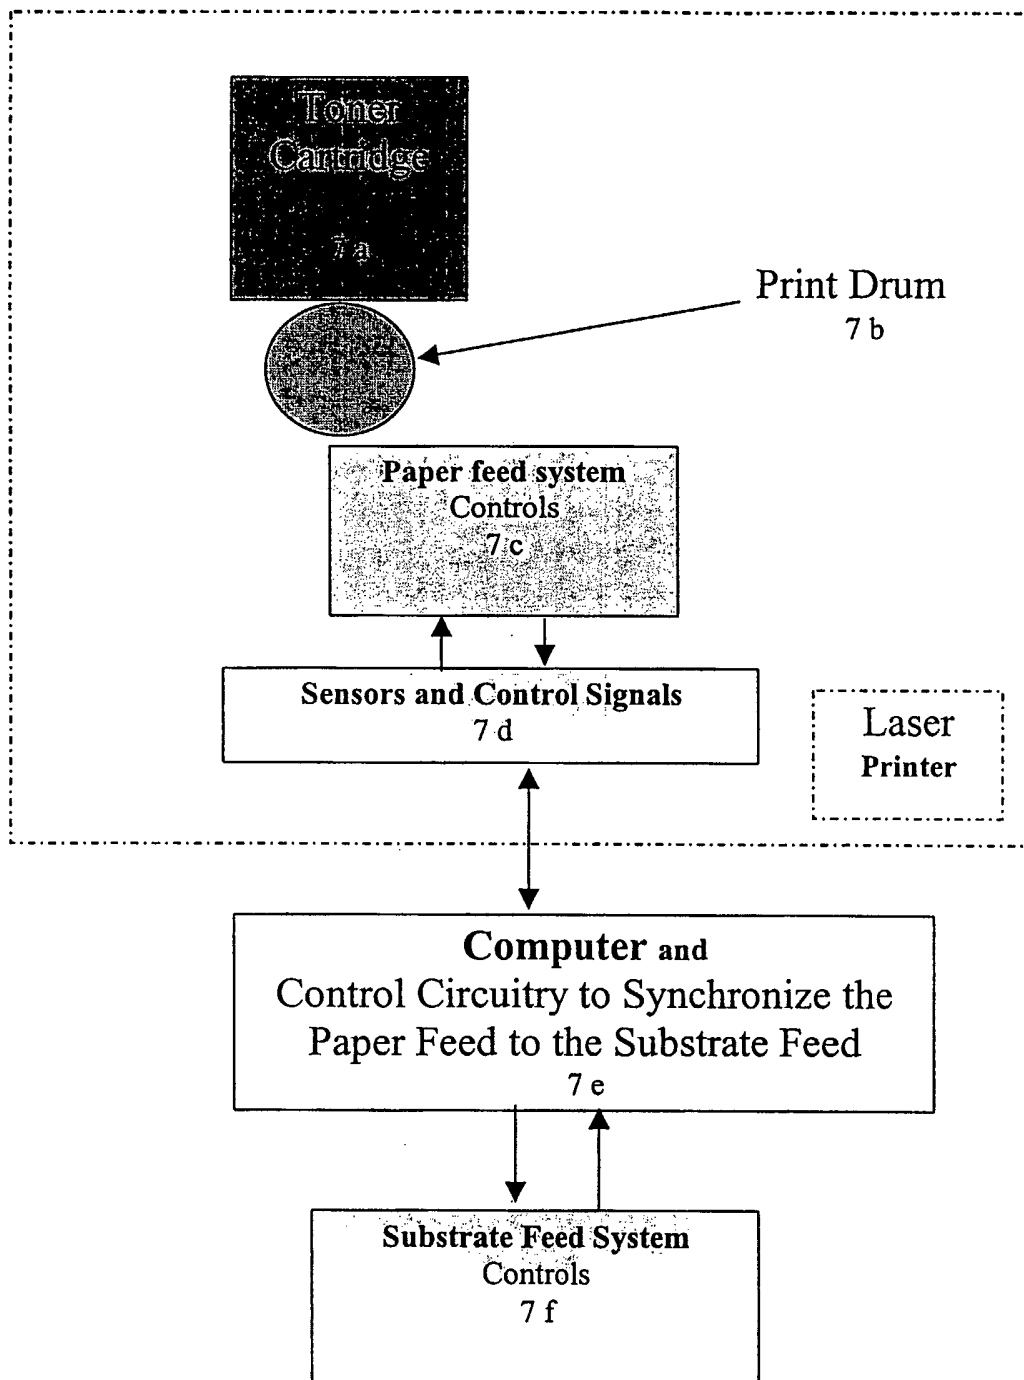 Toner
Cartridge
7 a
Print Drum
7 b
Paper feed system
Controls
7 c
Sensors and Control Signals
7 d
Laser
Printer
Computer and
Control Circuitry to Synchronize the
Paper Feed to the Substrate Feed
7 e
Substrate Feed System
Controls
7 f